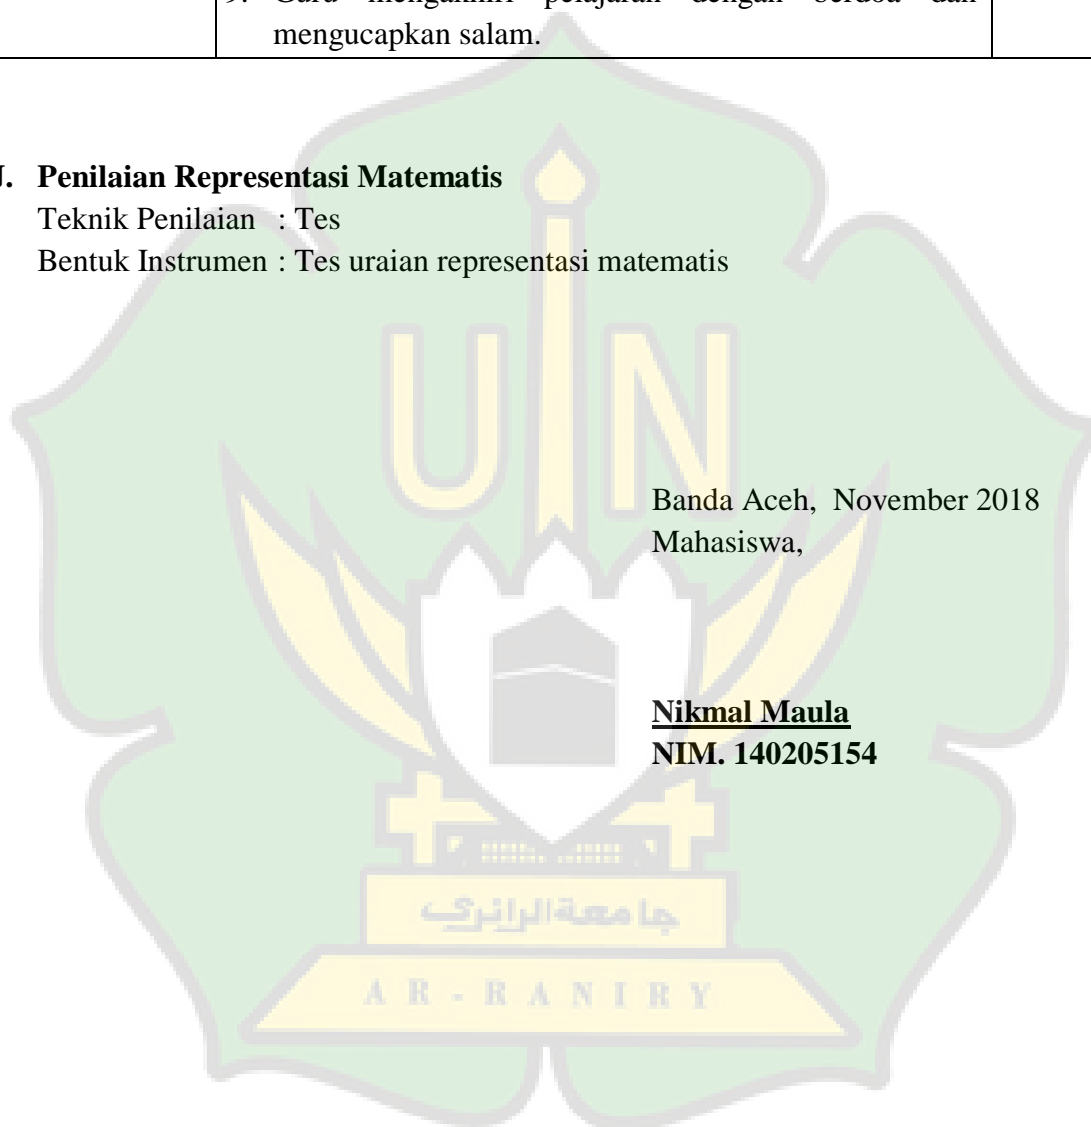 9. Guru mengakhiri pelajaran dengan berdoa dan
mengucapkan salam.
J. Penilaian Representasi Matematis
Teknik Penilaian : Tes
Bentuk Instrumen : Tes uraian representasi matematis
UIN
Banda Aceh, November 2018
Mahasiswa,
Nikmal Maula
NIM. 140205154
جامعة الرانري
AR-RANIRY